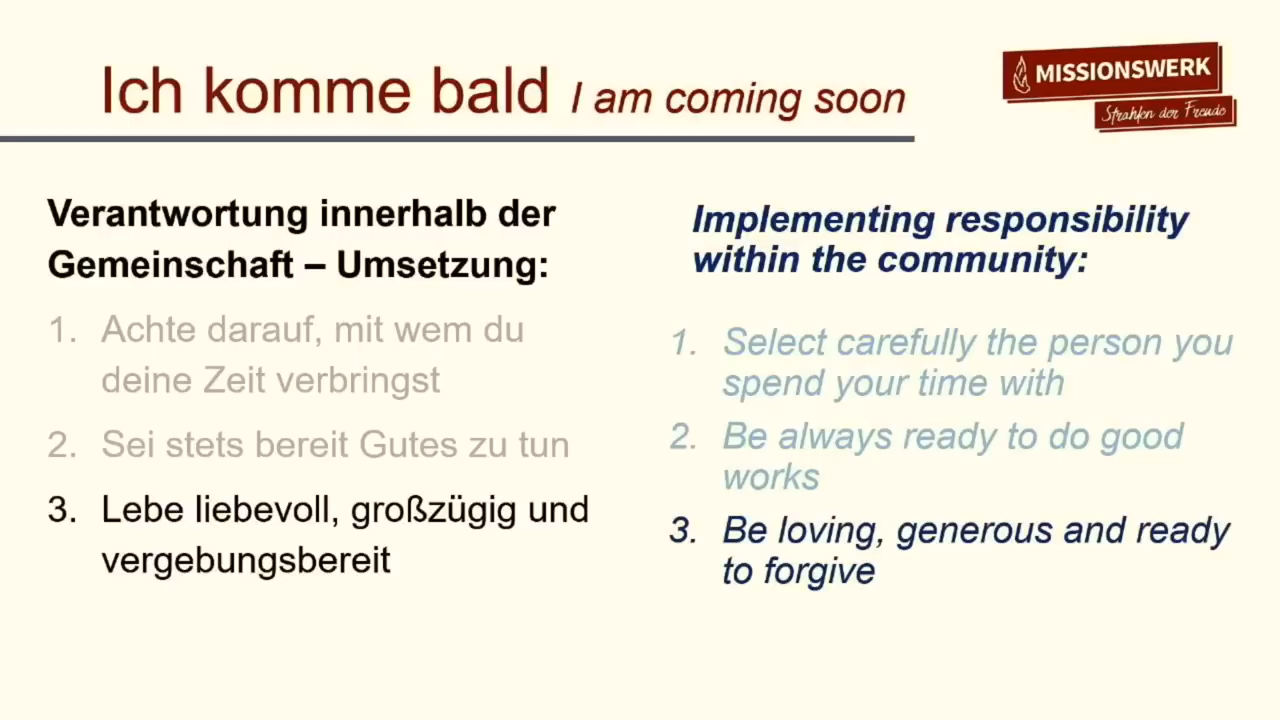 Ich komme bald I am coming soon
MISSIONSWERK
Strahlen der Freude
Verantwortung innerhalb der
Gemeinschaft – Umsetzung:
1. Achte darauf, mit wem du
deine Zeit verbringst
2. Sei stets bereit Gutes zu tun
3. Lebe liebevoll, großzügig und
vergebungsbereit
Implementing responsibility
within the community:
1. Select carefully the person you
spend your time with
2. Be always ready to do good
works
3. Be loving, generous and ready
to forgive